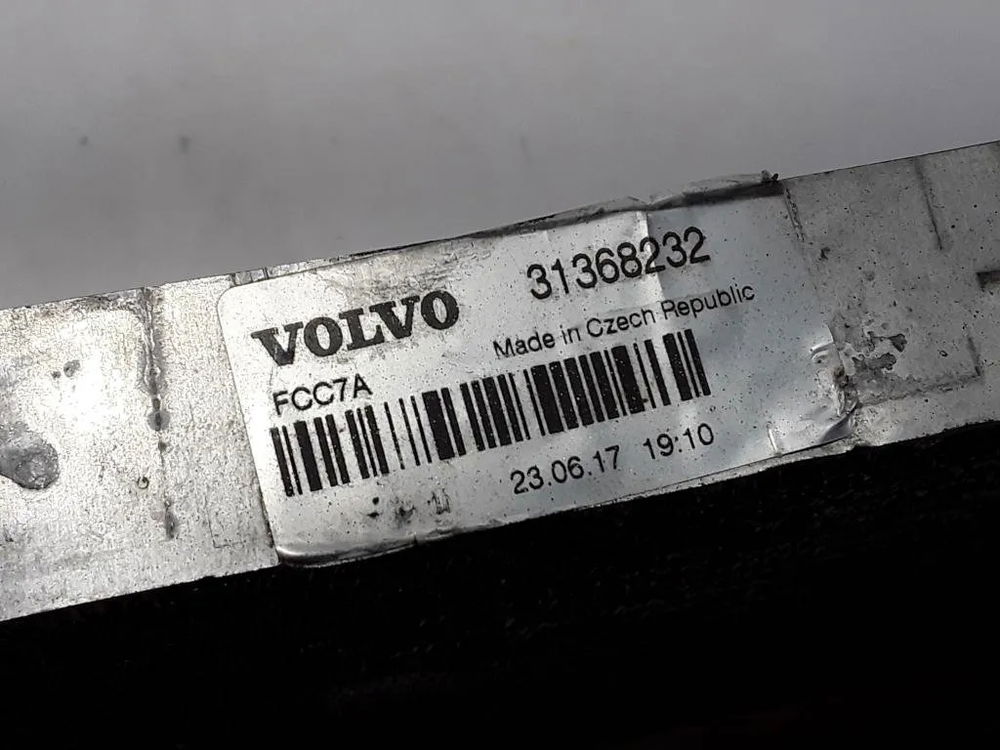 VOLVO 31368232
Made in Czech Republic
FCC7A
23.06.17 19:10